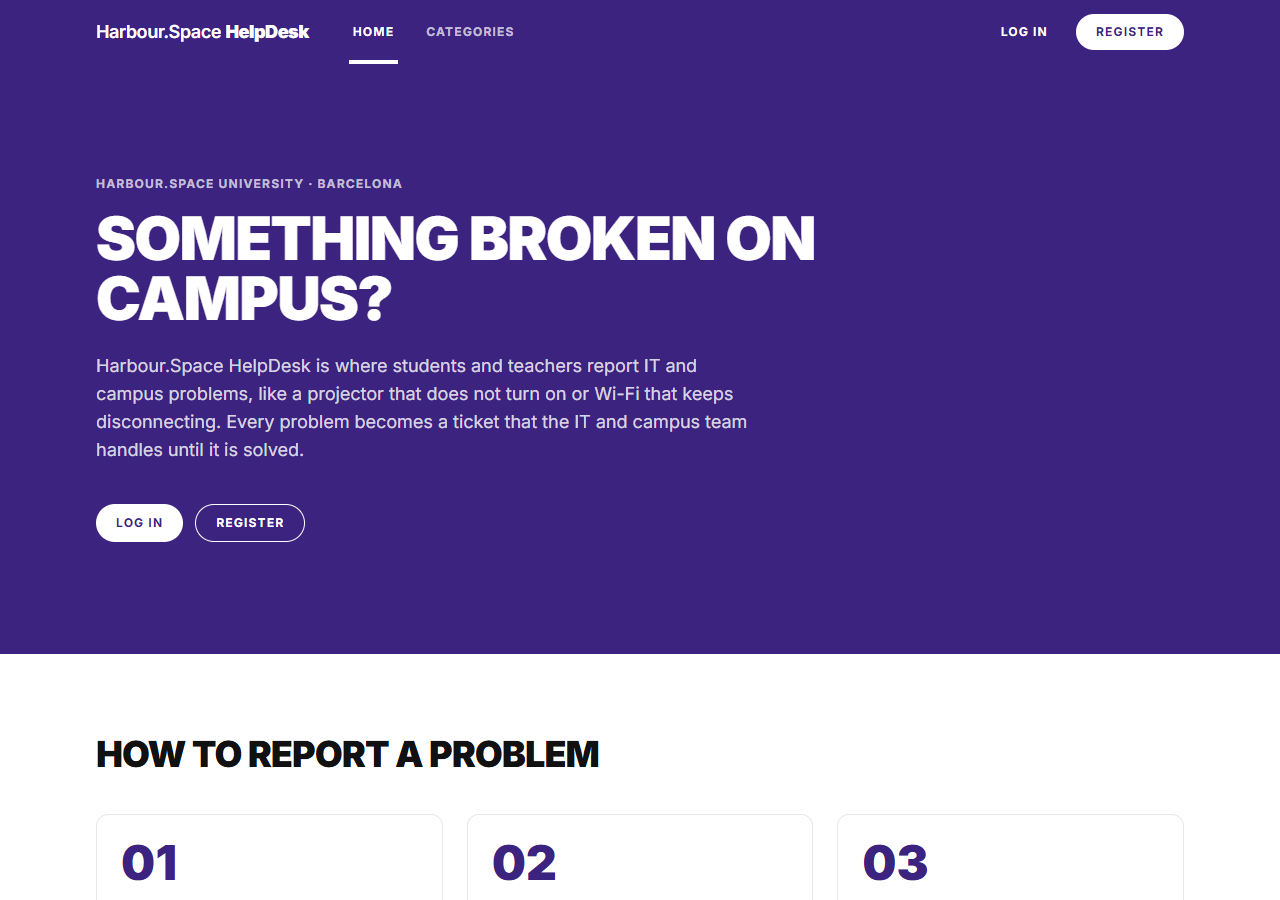 Harbour.Space HelpDesk HOME CATEGORIES LOG IN REGISTER
HARBOUR.SPACE UNIVERSITY · BARCELONA
SOMETHING BROKEN ON
CAMPUS?
Harbour.Space HelpDesk is where students and teachers report IT and
campus problems, like a projector that does not turn on or Wi-Fi that keeps
disconnecting. Every problem becomes a ticket that the IT and campus team
handles until it is solved.
LOG IN REGISTER
HOW TO REPORT A PROBLEM
01 02 03